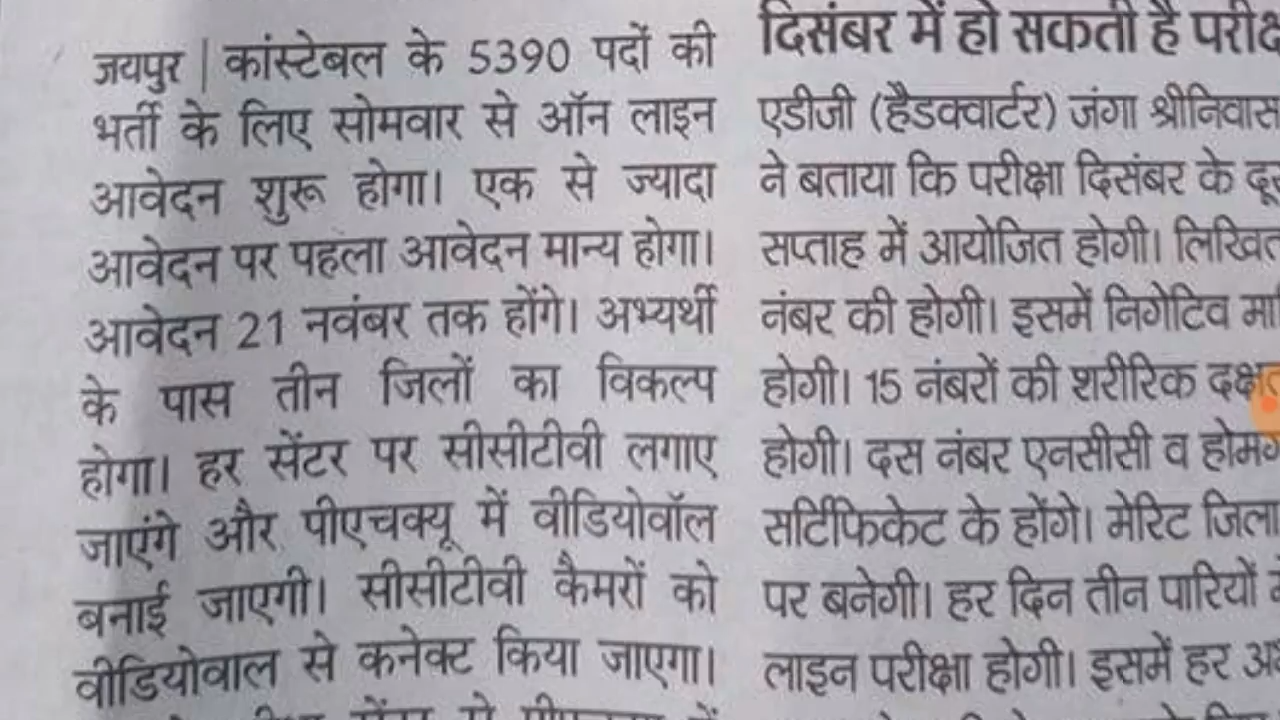 जयपुर | कांस्टेबल के 5390 पदों की
भर्ती के लिए सोमवार से ऑन लाइन
आवेदन शुरू होगा। एक से ज्यादा
आवेदन पर पहला आवेदन मान्य होगा।
आवेदन 21 नवंबर तक होंगे। अभ्यर्थी
के पास तीन जिलों का विकल्प
होगा। हर सेंटर पर सीसीटीवी लगाए
जाएंगे और पीएचक्यू में वीडियोवॉल
बनाई जाएगी। सीसीटीवी कैमरों को
वीडियोवाल से कनेक्ट किया जाएगा।
दिसंबर में हो सकती है
एडीजी (हैडक्वार्टर) जंगा श्रीनिवास
ने बताया कि परीक्षा दिसंबर के
सप्ताह में आयोजित होगी। लिखित
नंबर की होगी। इसमें निगेटिव
होगी। 15 नंबरों की शरीरिक
होगी। दस नंबर एनसीसी व
सर्टिफिकेट के होंगे। मेरिट जिला
पर बनेगी। हर दिन तीन पारियों
लाइन परीक्षा होगी। इसमें हर